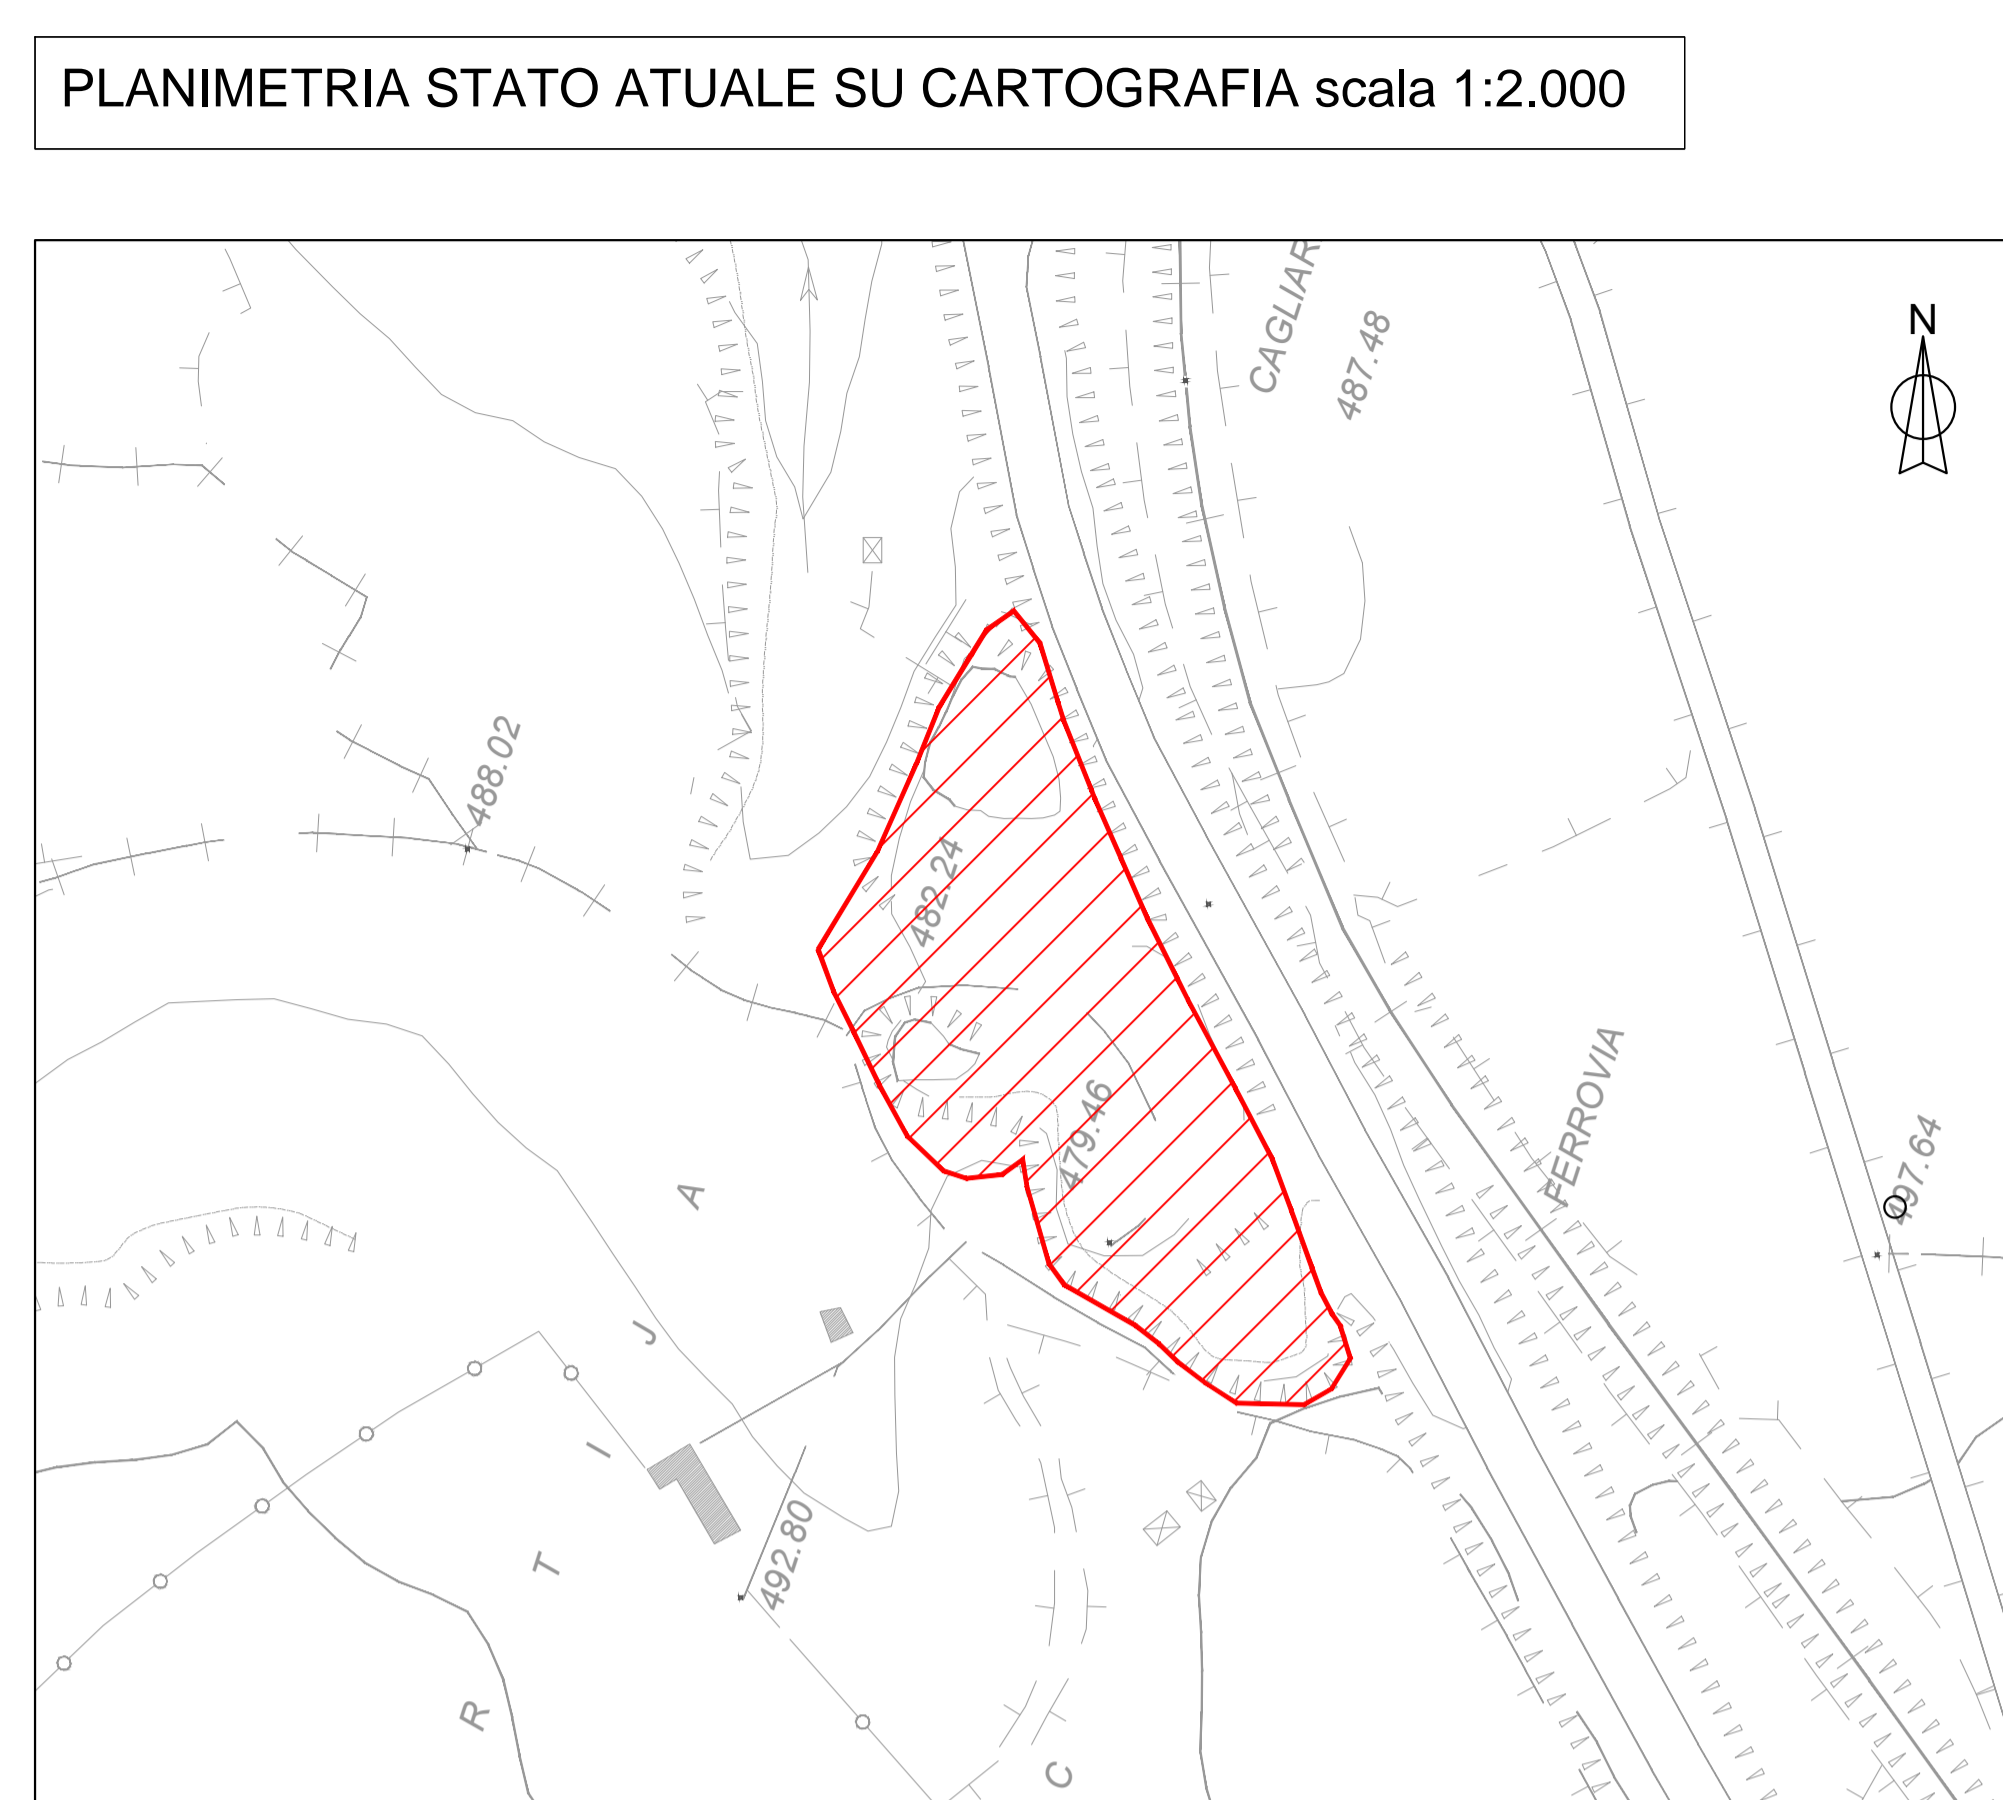 PLANIMETRIA STATO ATUALE SU CARTOGRAFIA scala 1:2.000
CAGLIAR
487.48
N
488.02
482.24
479.46
FERROVIA
497.64
492.80
R T I J A
C